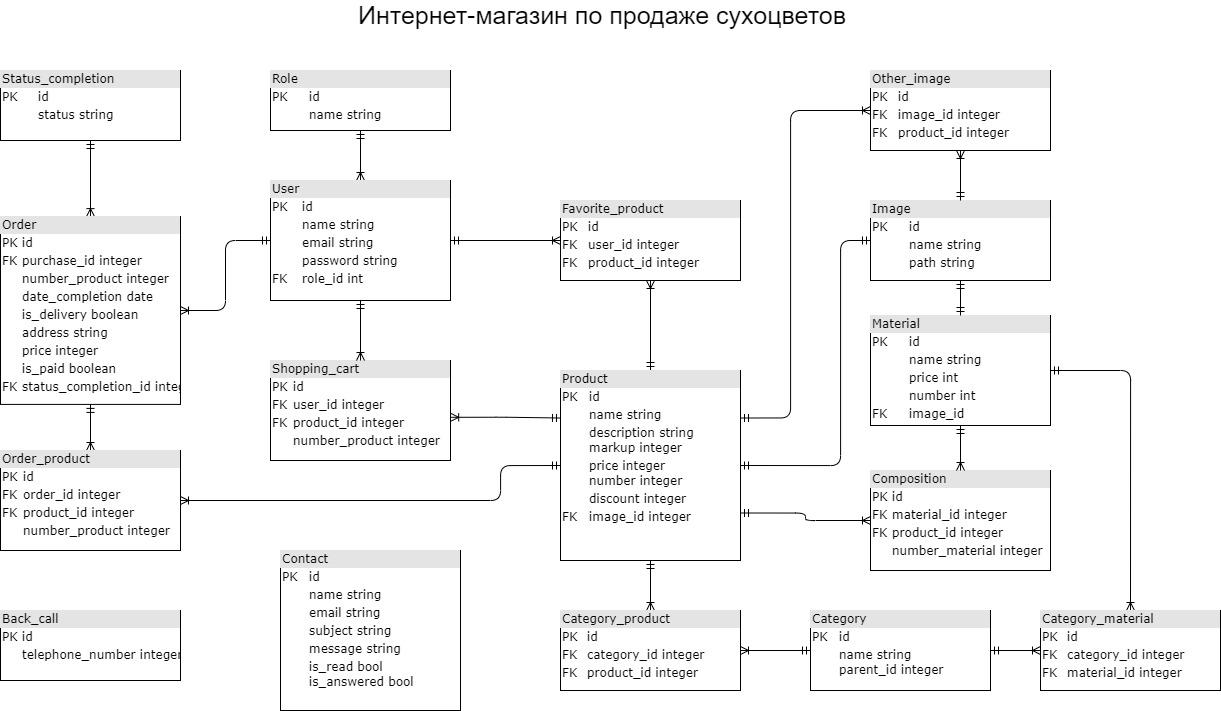 Интернет-магазин по продаже сухоцветов
Status_completion
PK id
status string
Role
PK id
name string
Other_image
PK id
FK image_id integer
FK product_id integer
User
PK id
name string
email string
password string
FK role_id int
Favorite_product
PK id
FK user_id integer
FK product_id integer
Image
PK id
name string
path string
Order
PK id
FK purchase_id integer
number_product integer
date_completion date
is_delivery boolean
address string
price integer
is_paid boolean
FK status_completion_id integ
Material
PK id
name string
price int
number int
FK image_id
Shopping_cart
PK id
FK user_id integer
FK product_id integer
number_product integer
Product
PK id
name string
description string
markup integer
price integer
number integer
discount integer
FK image_id integer
Order_product
PK id
FK order_id integer
FK product_id integer
number_product integer
Composition
PK id
FK material_id integer
FK product_id integer
number_material integer
Contact
PK id
name string
email string
subject string
message string
is_read bool
is_answered bool
Back_call
PK id
telephone_number integer
Category_product
PK id
FK category_id integer
FK product_id integer
Category
PK id
name string
parent_id integer
Category_material
PK id
FK category_id integer
FK material_id integer